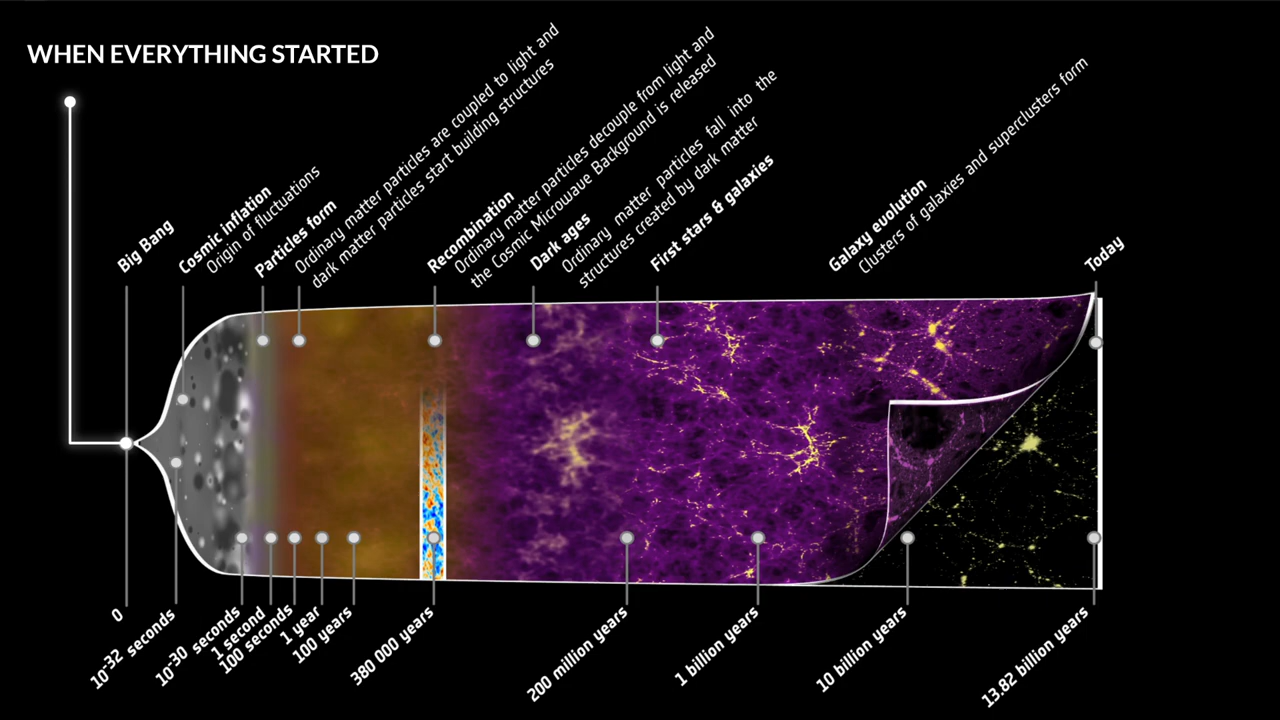 WHEN EVERYTHING STARTED
Big Bang
Cosmic inflation
Origin of fluctuations
Particles form
Ordinary matter particles are coupled to light and
dark matter particles start building structures
Recombination
Ordinary matter particles decouple from light and
the Cosmic Microwave Background is released
Dark ages
Ordinary matter particles fall into the
structures created by dark matter
First stars & galaxies
Galaxy evolution
Clusters of galaxies and superclusters form
Today
0
10-32 seconds
10-30 seconds
1 second
100 seconds
1 year
100 years
380 000 years
200 million years
1 billion years
10 billion years
13.82 billion years